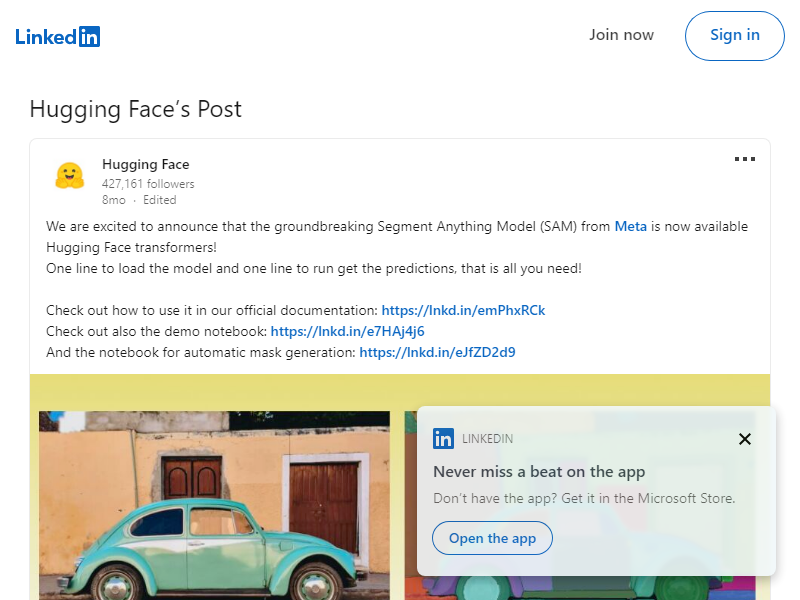 LinkedIn
Join now
Sign in
Hugging Face’s Post
Hugging Face
427,161 followers
8mo · Edited
We are excited to announce that the groundbreaking Segment Anything Model (SAM) from Meta is now available
Hugging Face transformers!
One line to load the model and one line to run get the predictions, that is all you need!
Check out how to use it in our official documentation: https://lnkd.in/emPhxRCk
Check out also the demo notebook: https://lnkd.in/e7HAj4j6
And the notebook for automatic mask generation: https://lnkd.in/eJfZD2d9
in LINKEDIN
Never miss a beat on the app
Don’t have the app? Get it in the Microsoft Store.
Open the app